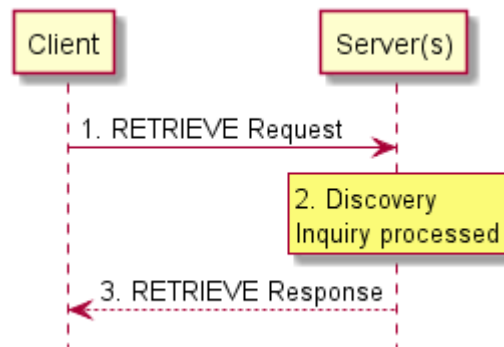 Client
Server(s)
1. RETRIEVE Request
2. Discovery
Inquiry processed
3. RETRIEVE Response